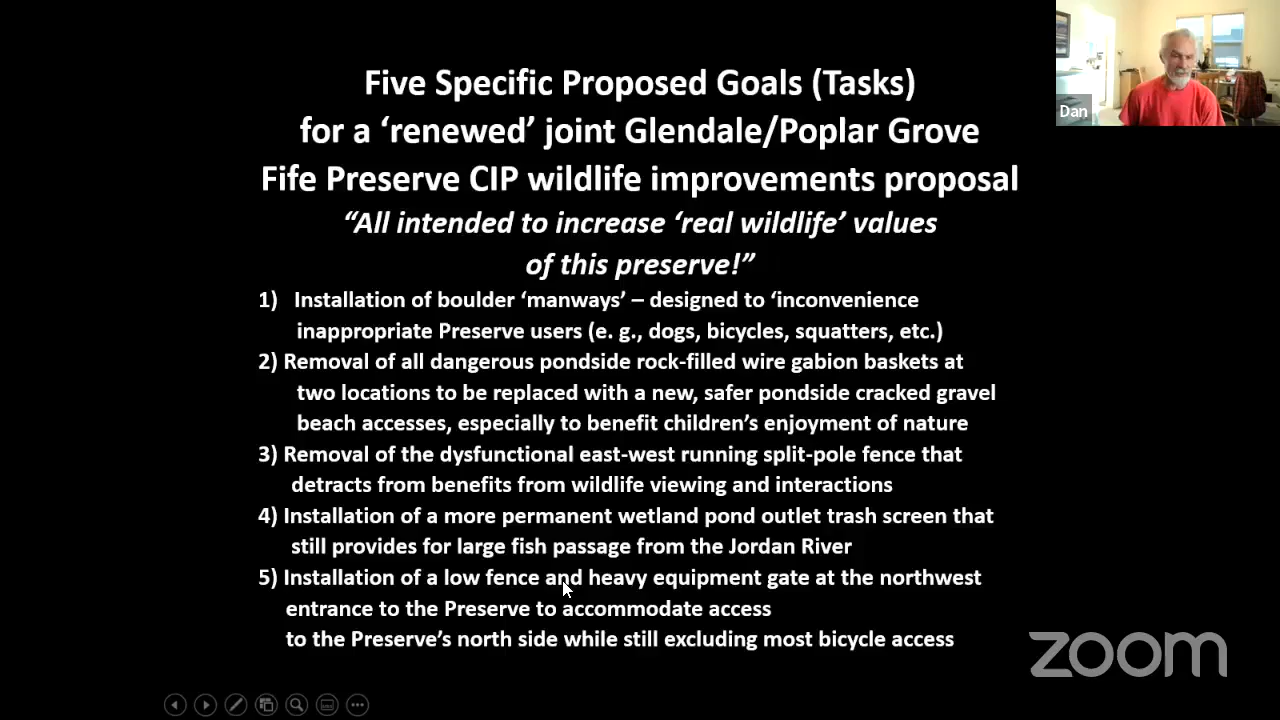 Five Specific Proposed Goals (Tasks)
for a ‘renewed’ joint Glendale/Poplar Grove
Fife Preserve CIP wildlife improvements proposal
“All intended to increase ‘real wildlife’ values
of this preserve!”
1) Installation of boulder ‘manways’ – designed to ‘inconvenience
inappropriate Preserve users (e. g., dogs, bicycles, squatters, etc.)
2) Removal of all dangerous pondside rock-filled wire gabion baskets at
two locations to be replaced with a new, safer pondside cracked gravel
beach accesses, especially to benefit children’s enjoyment of nature
3) Removal of the dysfunctional east-west running split-pole fence that
detracts from benefits from wildlife viewing and interactions
4) Installation of a more permanent wetland pond outlet trash screen that
still provides for large fish passage from the Jordan River
5) Installation of a low fence and heavy equipment gate at the northwest
entrance to the Preserve to accommodate access
to the Preserve’s north side while still excluding most bicycle access
Dan
zoom